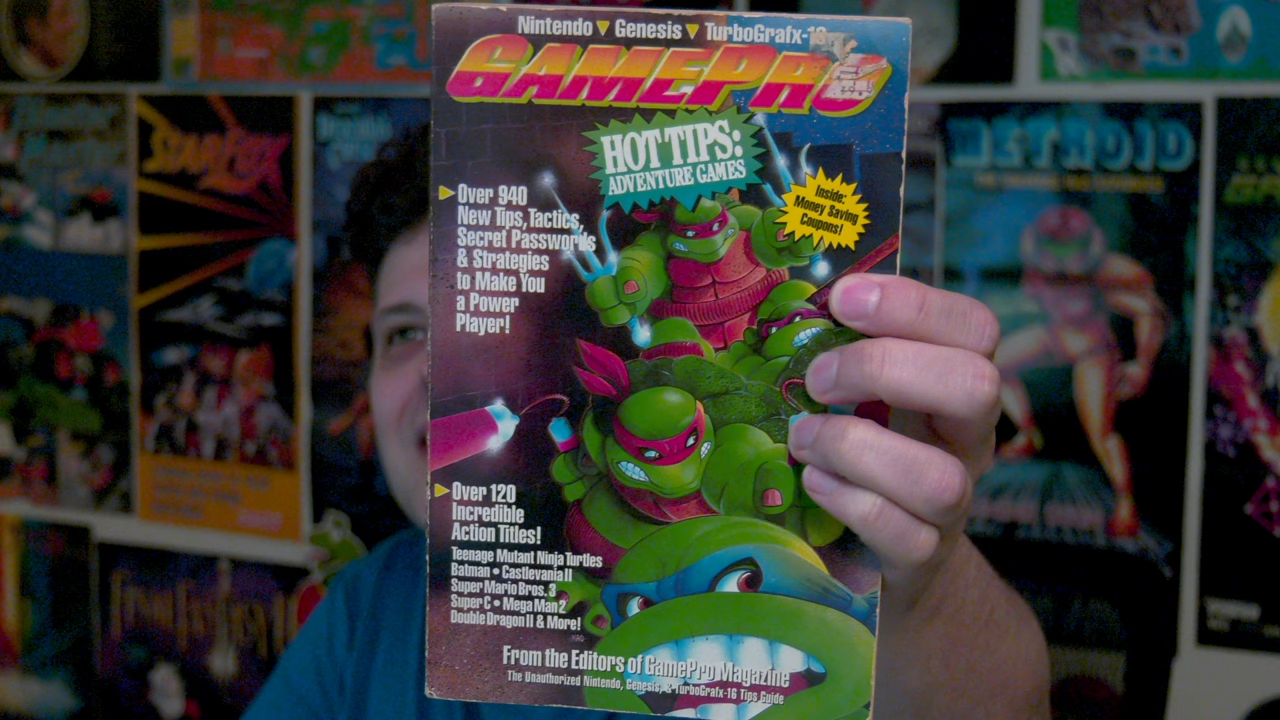 Nintendo Genesis TurboGrafx-16
GAMEPRO
HOT TIPS:
ADVENTURE GAMES
Inside:
Money Saving
Coupons!
Over 940
New Tips, Tactics,
Secret Passwords
& Strategies
to Make You
a Power
Player!
Over 120
Incredible
Action Titles!
Teenage Mutant Ninja Turtles
Batman • Castlevania II
Super Mario Bros. 3
Super C • Mega Man 2
Double Dragon II & More!
From the Editors of GamePro Magazine
The Unauthorized Nintendo, Genesis, & TurboGrafx-16 Tips Guide
STARFOX
METROID